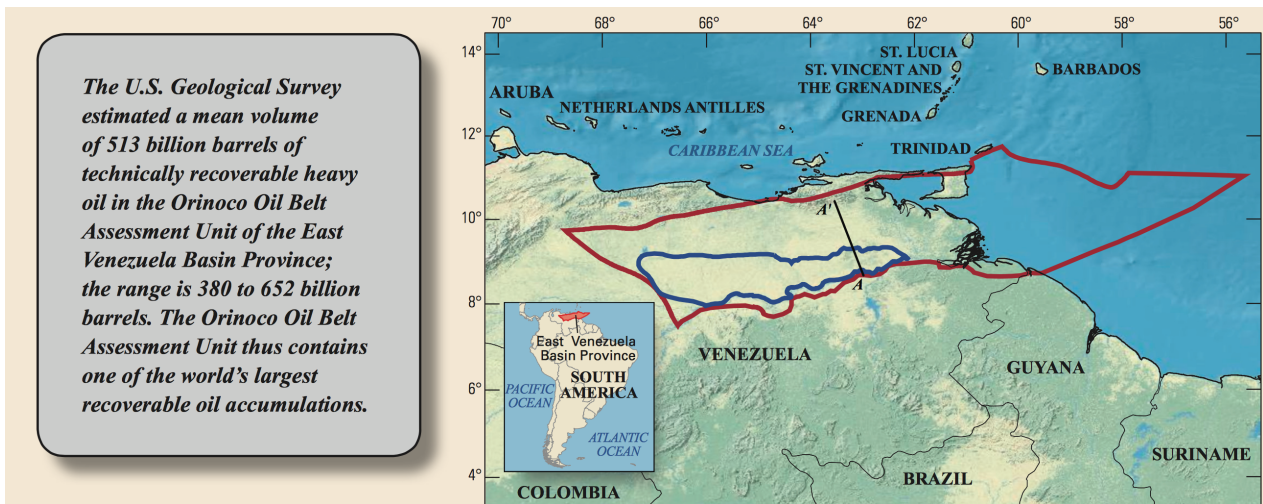 The U.S. Geological Survey
estimated a mean volume
of 513 billion barrels of
technically recoverable heavy
oil in the Orinoco Oil Belt
Assessment Unit of the East
Venezuela Basin Province;
the range is 380 to 652 billion
barrels. The Orinoco Oil Belt
Assessment Unit thus contains
one of the world's largest
recoverable oil accumulations.
70° 68° 66° 64° 62° 60° 58° 56°
14°
12°
10°
8°
6°
4°
ST. LUCIA
ST. VINCENT AND
THE GRENADINES
BARBADOS
ARUBA
NETHERLANDS ANTILLES
GRENADA
CARIBBEAN SEA
TRINIDAD
A'
A
VENEZUELA
GUYANA
SURINAME
BRAZIL
COLOMBIA
East Venezuela
Basin Province
SOUTH
AMERICA
PACIFIC
OCEAN
ATLANTIC
OCEAN